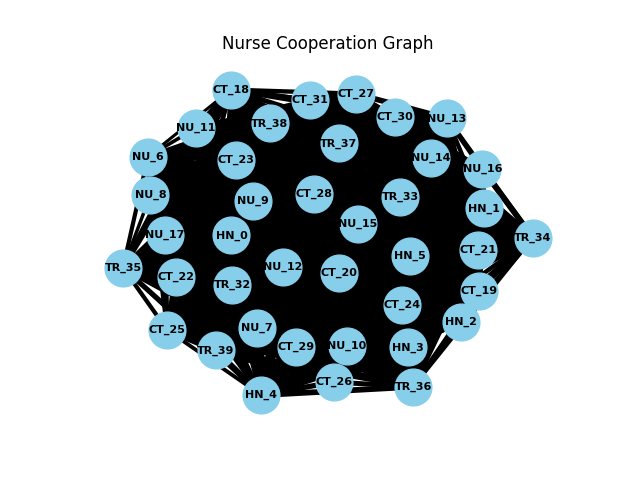 Nurse Cooperation Graph
CT_18
CT_27
CT_31
CT_30
NU_13
TR_38
NU_11
TR_37
NU_6
CT_23
NU_14
NU_16
NU_8
CT_28
TR_33
NU_9
HN_1
NU_15
NU_17
HN_0
TR_34
CT_21
HN_5
TR_35
NU_12
CT_20
CT_22
TR_32
CT_19
CT_24
HN_2
CT_25
NU_7
TR_39
CT_29
NU_10
HN_3
CT_26
TR_36
HN_4